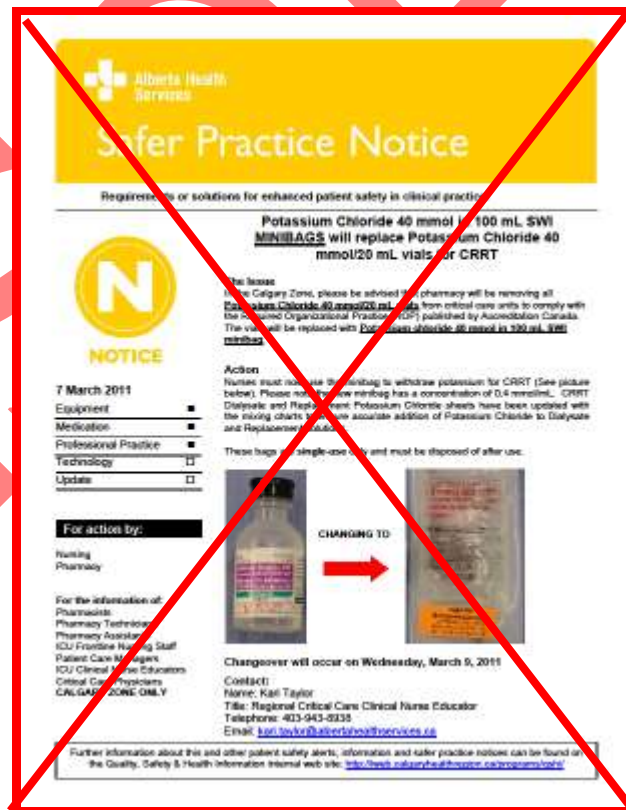 Alberta Health
Services
Safer Practice Notice
Requirements or solutions for enhanced patient safety in clinical practice
Potassium Chloride 40 mmol in 100 mL SWI
MINIBAGS will replace Potassium Chloride 40
mmol/20 mL vials for CRRT
N
NOTICE
7 March 2011
Equipment ■
Medication ■
Professional Practice ■
Technology □
Update □
For action by:
Nursing
Pharmacy
For the information of:
Pharmacists
Pharmacy Technicians
Pharmacy Assistants
ICU Frontline Nursing Staff
Patient Care Managers
ICU Clinical Nurse Educators
Critical Care Physicians
CALGARY ZONE ONLY
The Issue
In the Calgary Zone, please be advised that pharmacy will be removing all
Potassium Chloride 40 mmol/20 mL vials from critical care units to comply with
the Required Organizational Practice (ROP) published by Accreditation Canada.
The vials will be replaced with Potassium chloride 40 mmol in 100 mL SWI
minibag.
Action
Nurses must now use the minibag to withdraw potassium for CRRT (See picture
below). Please note the new minibag has a concentration of 0.4 mmol/mL. CRRT
Dialysate and Replacement Potassium Chloride sheets have been updated with
the mixing charts to ensure accurate addition of Potassium Chloride to Dialysate
and Replacement solutions.
These bags are single-use only and must be disposed of after use.
CHANGING TO
Changeover will occur on Wednesday, March 9, 2011
Contact:
Name: Kari Taylor
Title: Regional Critical Care Clinical Nurse Educator
Telephone: 403-943-8938
Email: kari.taylor@albertahealthservices.ca
Further information about this and other patient safety alerts, information and safer practice notices can be found on
the Quality, Safety & Health Information internal web site: http://iweb.calgaryhealthregion.ca/programs/qshi/